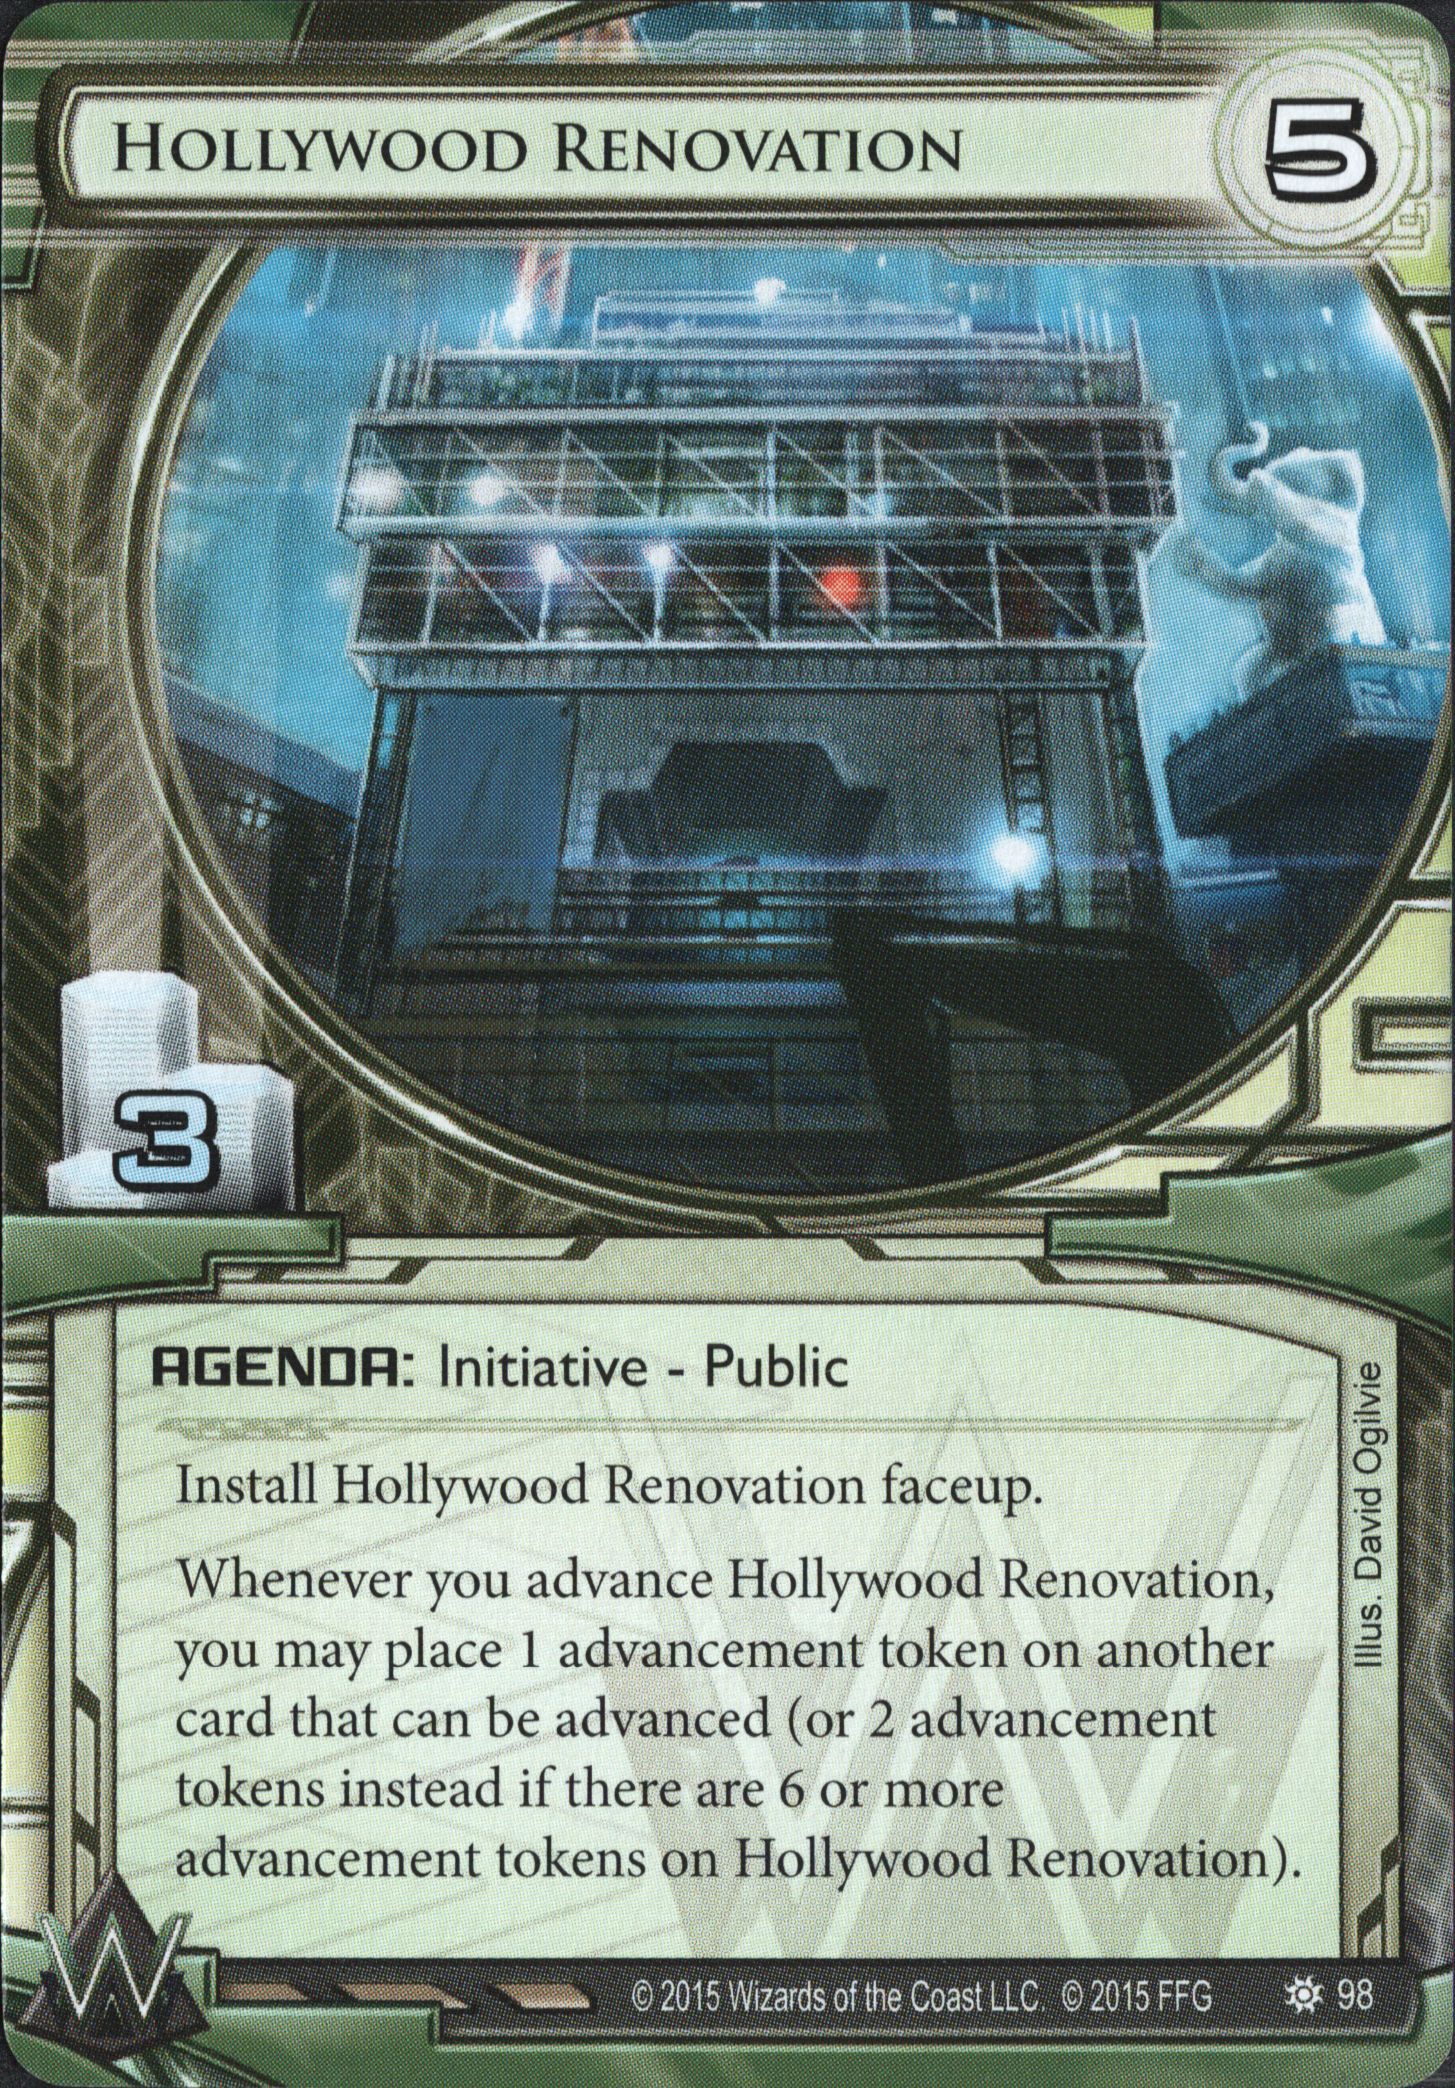 HOLLYWOOD RENOVATION
5
3
AGENDA: Initiative - Public
Install Hollywood Renovation faceup.
Whenever you advance Hollywood Renovation,
you may place 1 advancement token on another
card that can be advanced (or 2 advancement
tokens instead if there are 6 or more
advancement tokens on Hollywood Renovation).
Illus. David Ogilvie
W
© 2015 Wizards of the Coast LLC. © 2015 FFG
98